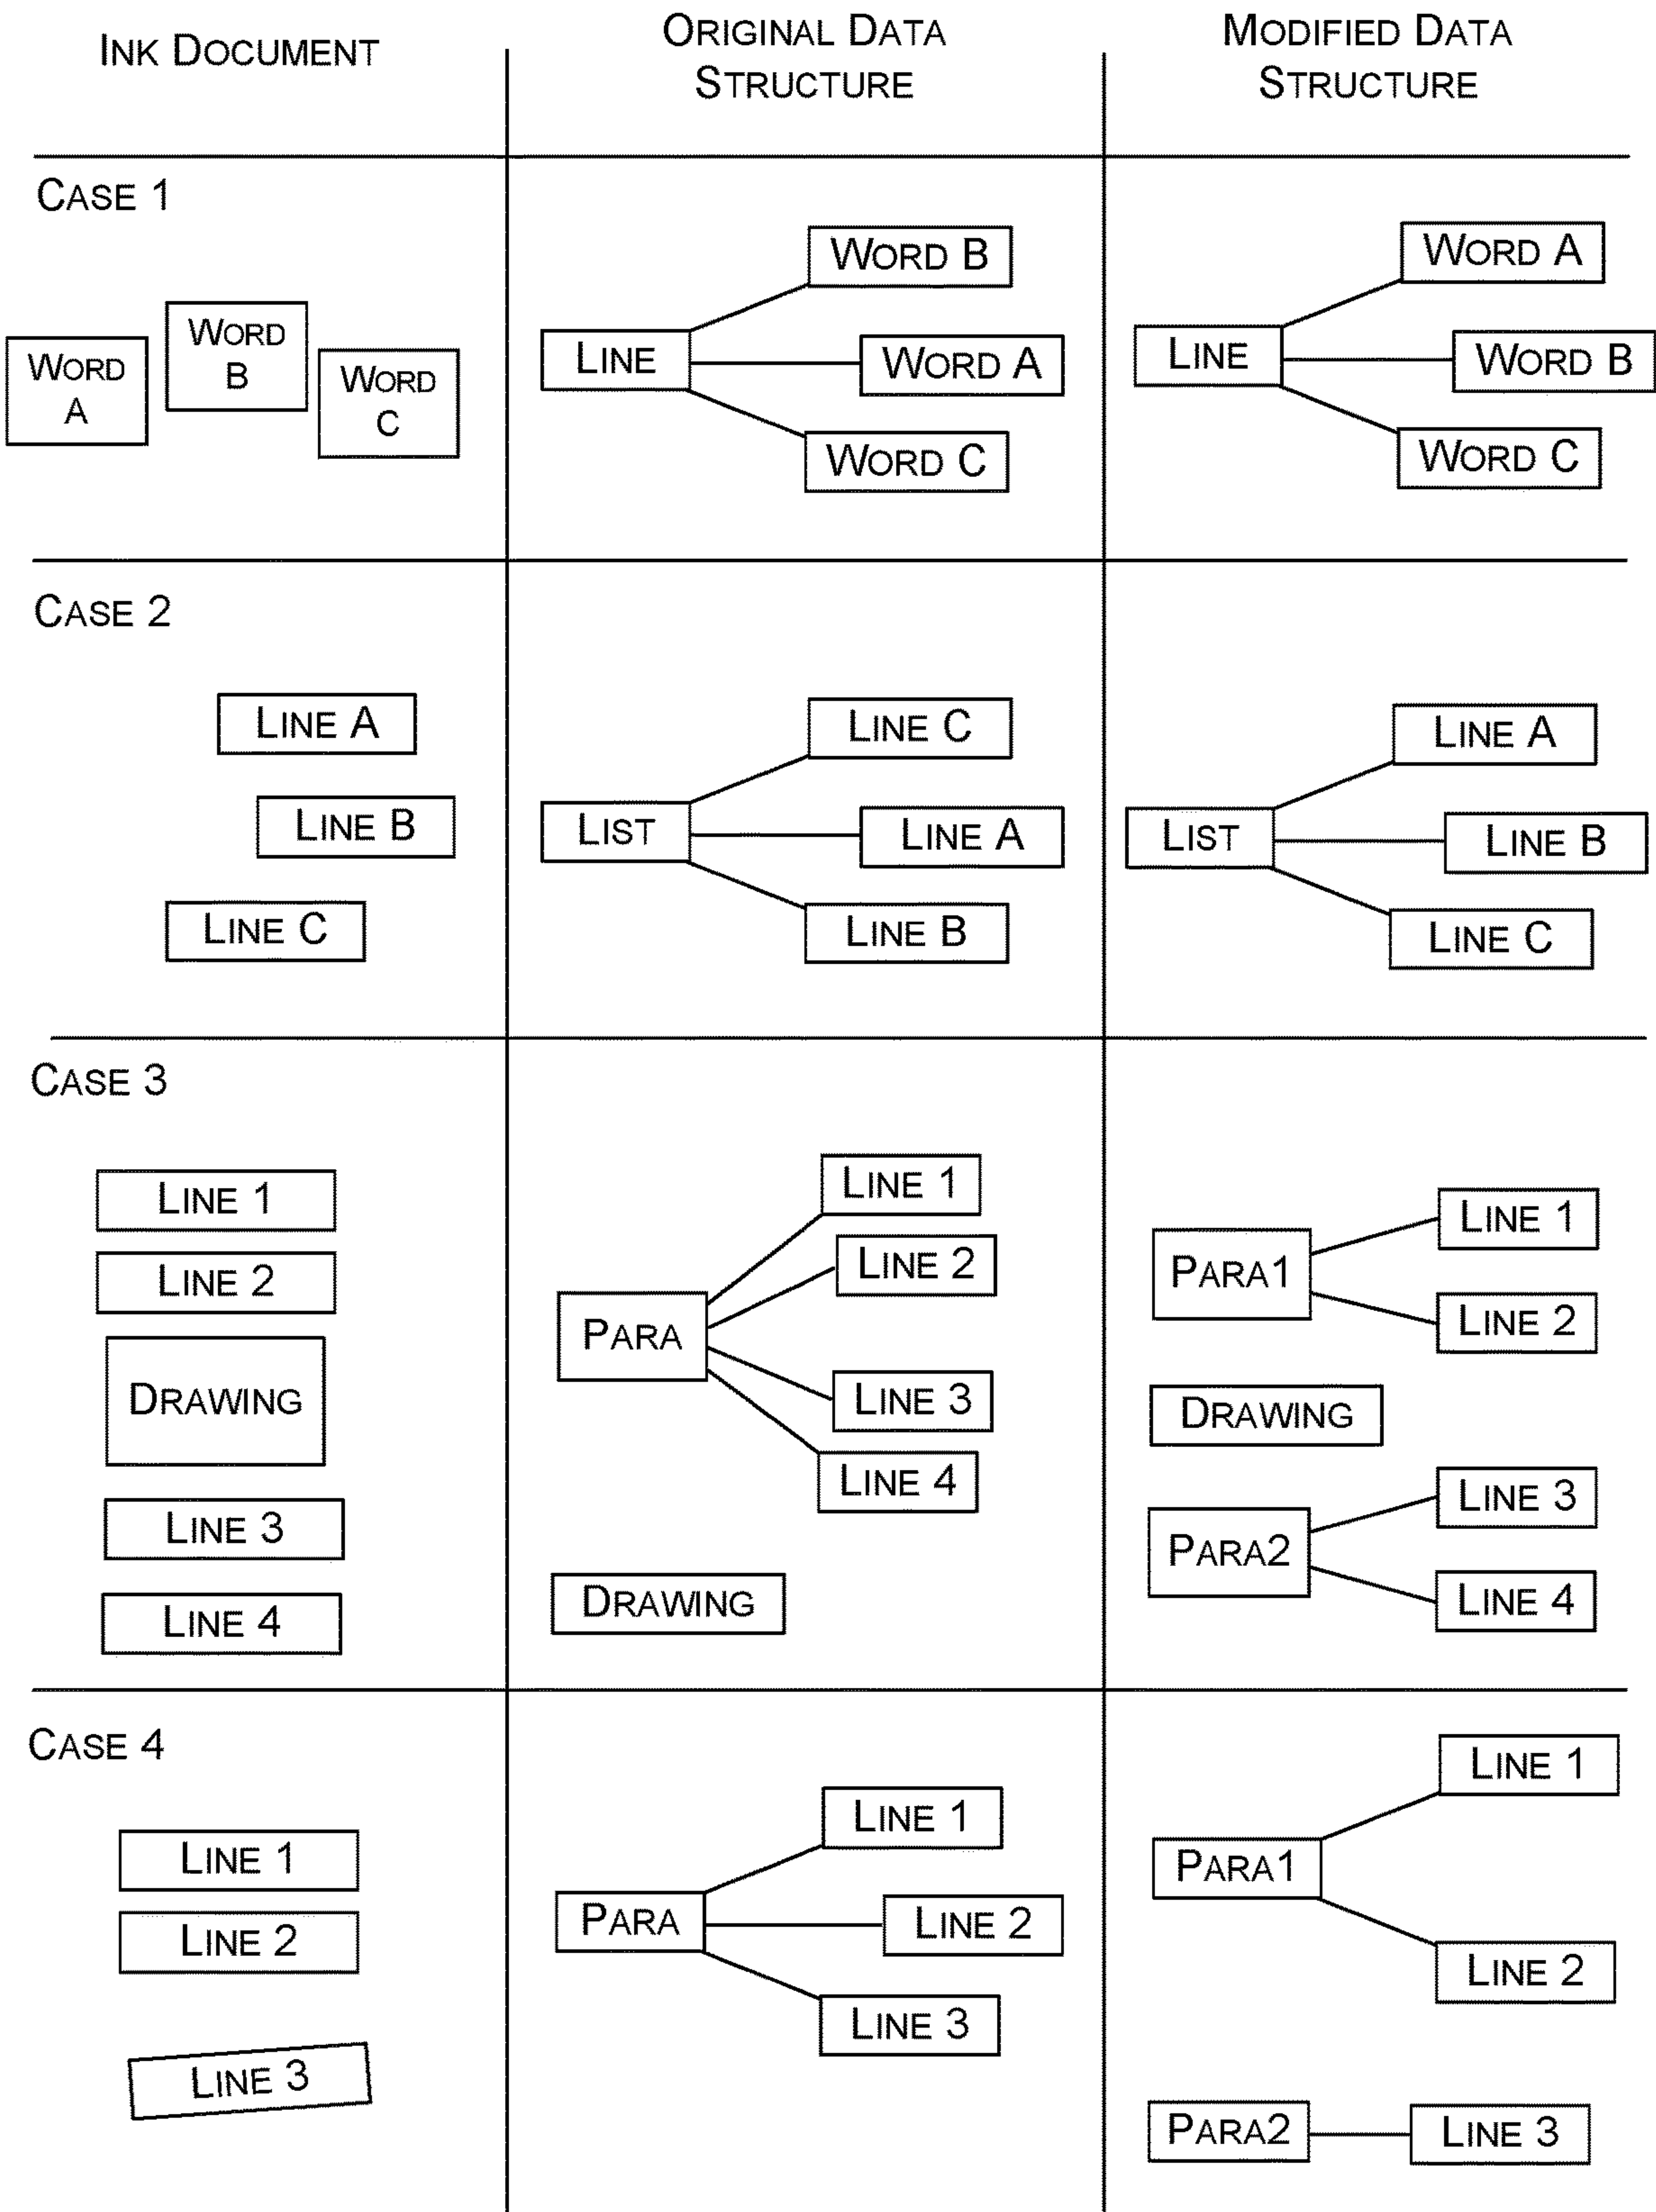 INK DOCUMENT
ORIGINAL DATA
STRUCTURE
MODIFIED DATA
STRUCTURE
CASE 1
WORD
A
WORD
B
WORD
C
LINE
WORD B
WORD A
WORD C
LINE
WORD A
WORD B
WORD C
CASE 2
LINE A
LINE B
LINE C
LIST
LINE C
LINE A
LINE B
LIST
LINE A
LINE B
LINE C
CASE 3
LINE 1
LINE 2
DRAWING
LINE 3
LINE 4
PARA
LINE 1
LINE 2
LINE 3
LINE 4
DRAWING
PARA1
LINE 1
LINE 2
DRAWING
PARA2
LINE 3
LINE 4
CASE 4
LINE 1
LINE 2
LINE 3
PARA
LINE 1
LINE 2
LINE 3
PARA1
LINE 1
LINE 2
PARA2
LINE 3